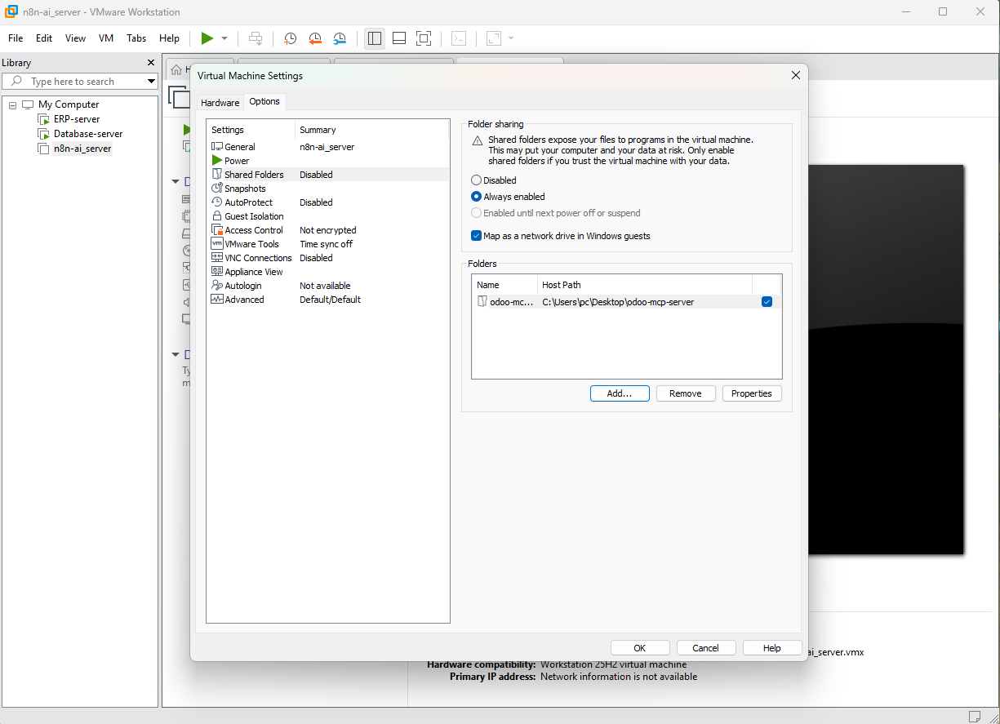 n8n-ai_server - VMware Workstation
File Edit View VM Tabs Help
Library
Type here to search
My Computer
ERP-server
Database-server
n8n-ai_server
H
Virtual Machine Settings
Hardware Options
Settings Summary
General n8n-ai_server
Power
Shared Folders Disabled
Snapshots
AutoProtect Disabled
Guest Isolation
Access Control Not encrypted
VMware Tools Time sync off
VNC Connections Disabled
Appliance View
Autologin Not available
Advanced Default/Default
Folder sharing
Shared folders expose your files to programs in the virtual machine.
This may put your computer and your data at risk. Only enable
shared folders if you trust the virtual machine with your data.
Disabled
Always enabled
Enabled until next power off or suspend
Map as a network drive in Windows guests
Folders
Name Host Path
odoo-mc... C:\Users\pc\Desktop\odoo-mcp-server
Add... Remove Properties
OK Cancel Help
D
D
Ty
m
ai_server.vmx
Hardware compatibility: Workstation 25H2 virtual machine
Primary IP address: Network information is not available